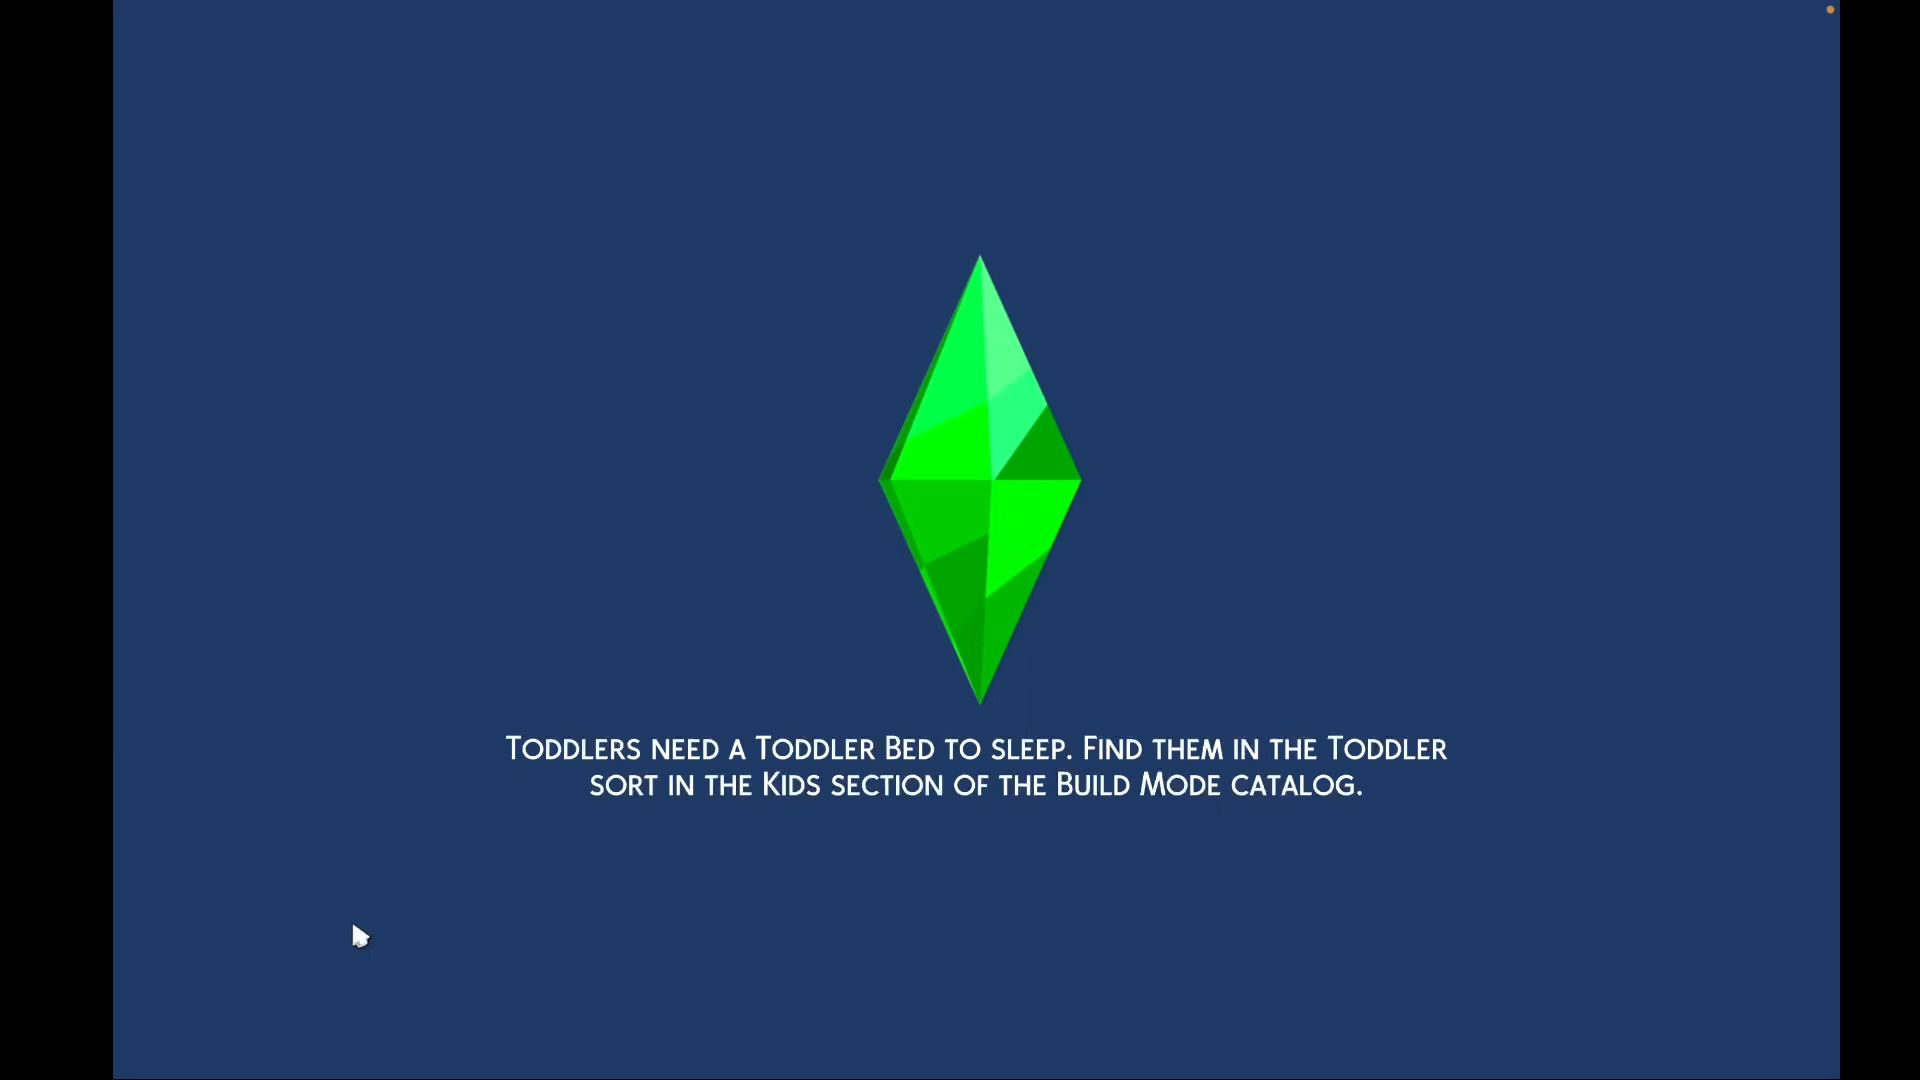 Toddlers need a Toddler Bed to sleep. Find them in the Toddler
sort in the Kids section of the Build Mode catalog.